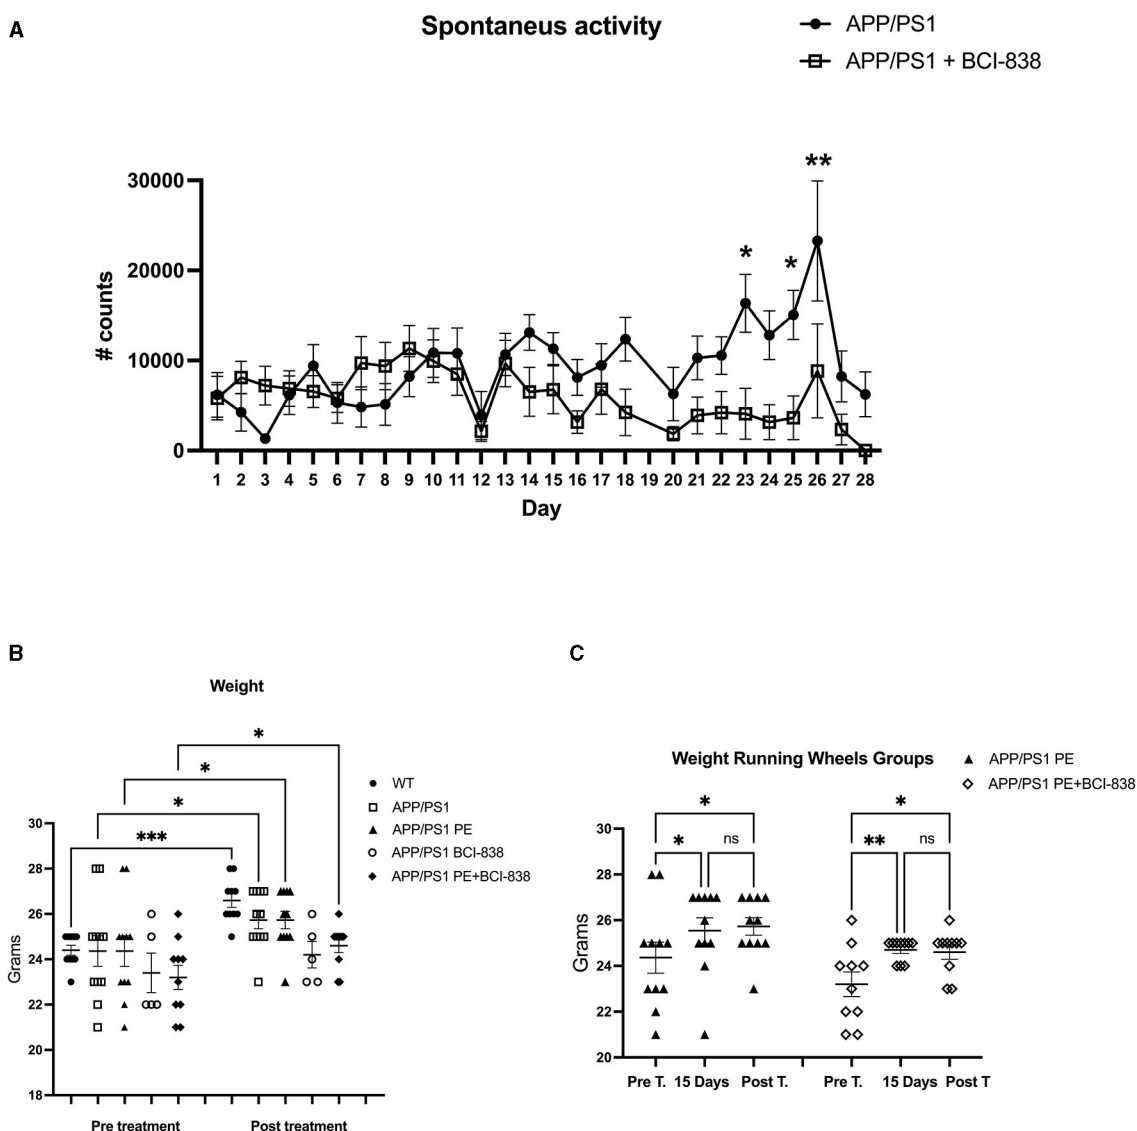 A
Spontaneus activity
APP/PS1
APP/PS1 + BCI-838
**
*
*
30000
20000
10000
0
# counts
1 2 3 4 5 6 7 8 9 10 11 12 13 14 15 16 17 18 19 20 21 22 23 24 25 26 27 28
Day
B
Weight
*
*
*
***
WT
APP/PS1
APP/PS1 PE
APP/PS1 BCI-838
APP/PS1 PE+BCI-838
30
28
26
24
22
20
18
Grams
Pre treatment Post treatment
C
Weight Running Wheels Groups
APP/PS1 PE
APP/PS1 PE+BCI-838
* *
* ns ** ns
30
28
26
24
22
20
Grams
Pre T. 15 Days Post T. Pre T. 15 Days Post T